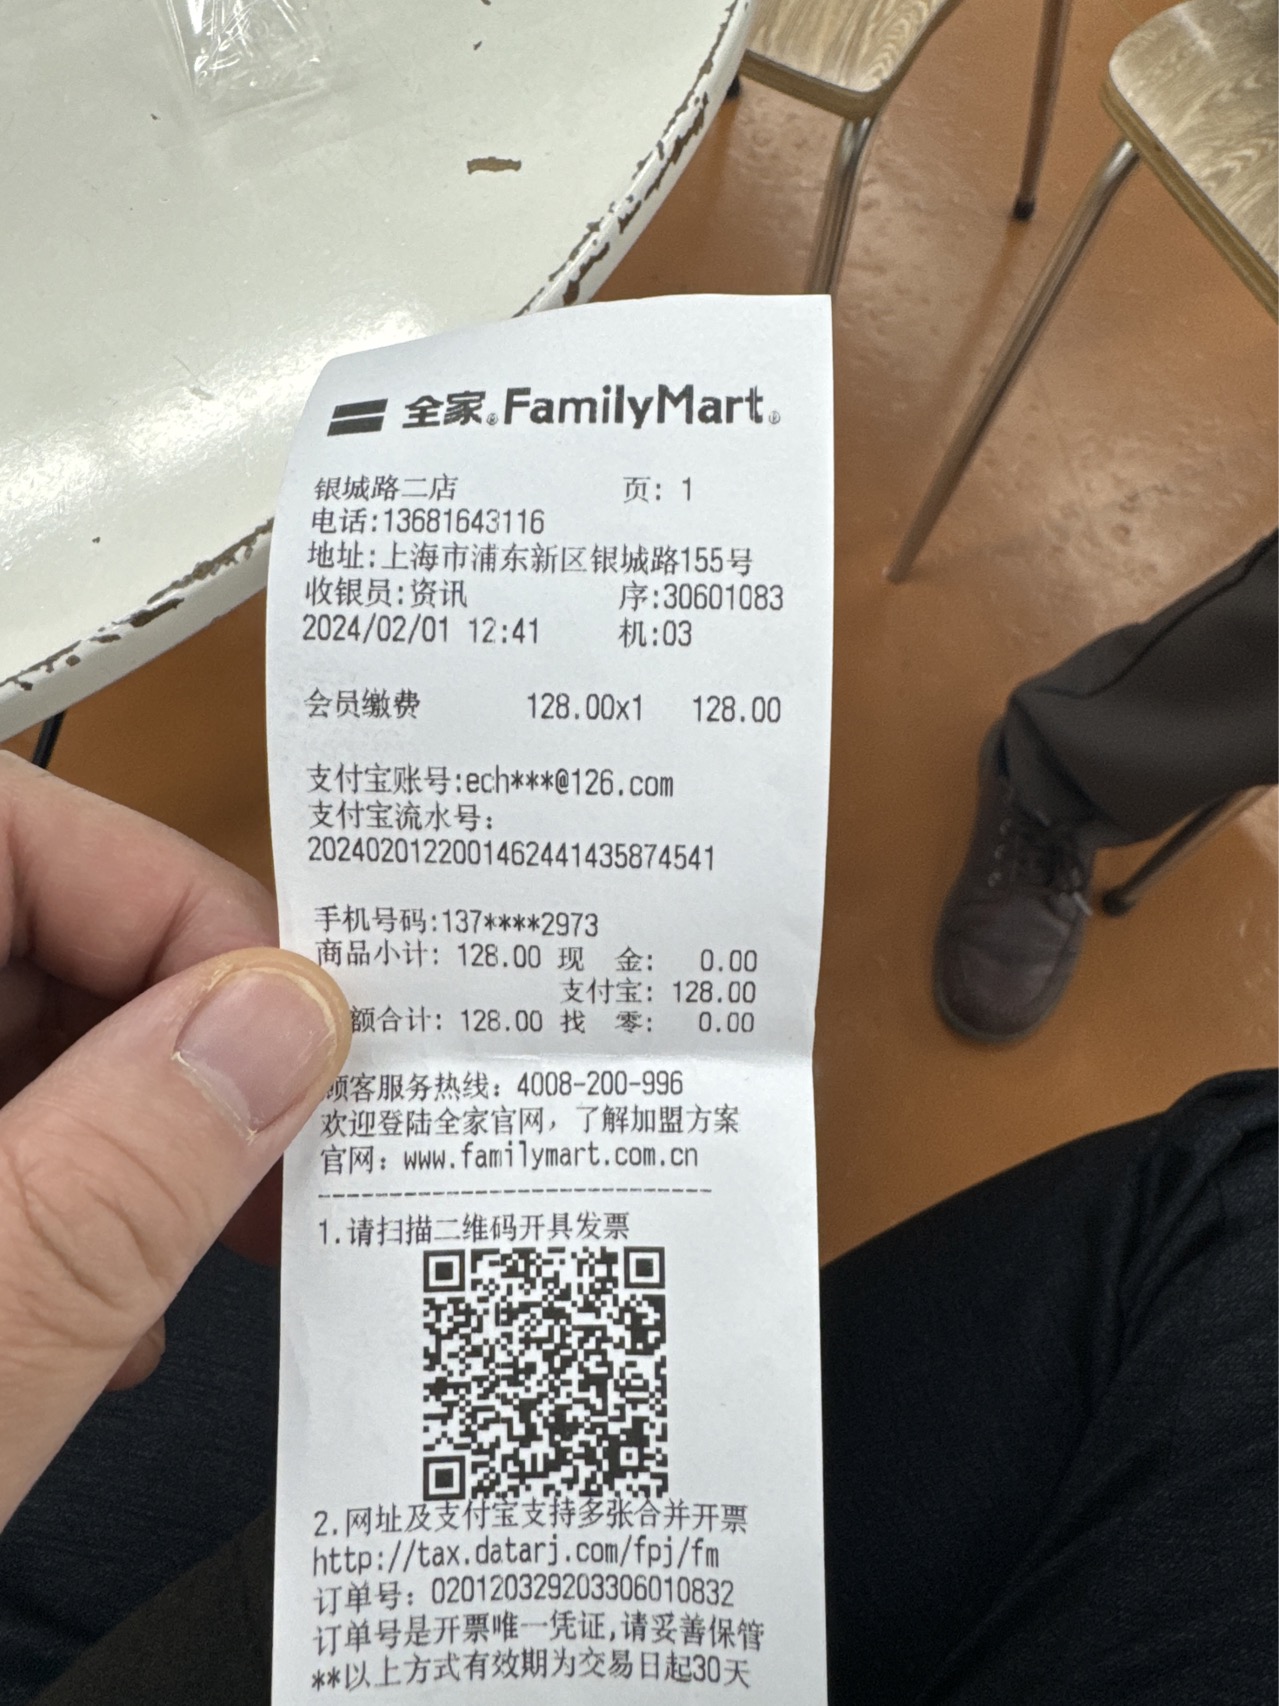 全家®FamilyMart®
银城路二店 页: 1
电话:13681643116
地址:上海市浦东新区银城路155号
收银员:资讯 序:30601083
2024/02/01 12:41 机:03
会员缴费 128.00x1 128.00
支付宝账号:ech***@126.com
支付宝流水号:
2024020122001462441435874541
手机号码:137****2973
商品小计: 128.00 现 金: 0.00
支付宝: 128.00
额合计: 128.00 找 零: 0.00
顾客服务热线: 4008-200-996
欢迎登陆全家官网, 了解加盟方案
官网: www.familymart.com.cn
------------------------------
1.请扫描二维码开具发票
2.网址及支付宝支持多张合并开票
http://tax.datarj.com/fpj/fm
订单号: 020120329203306010832
订单号是开票唯一凭证,请妥善保管
**以上方式有效期为交易日起30天